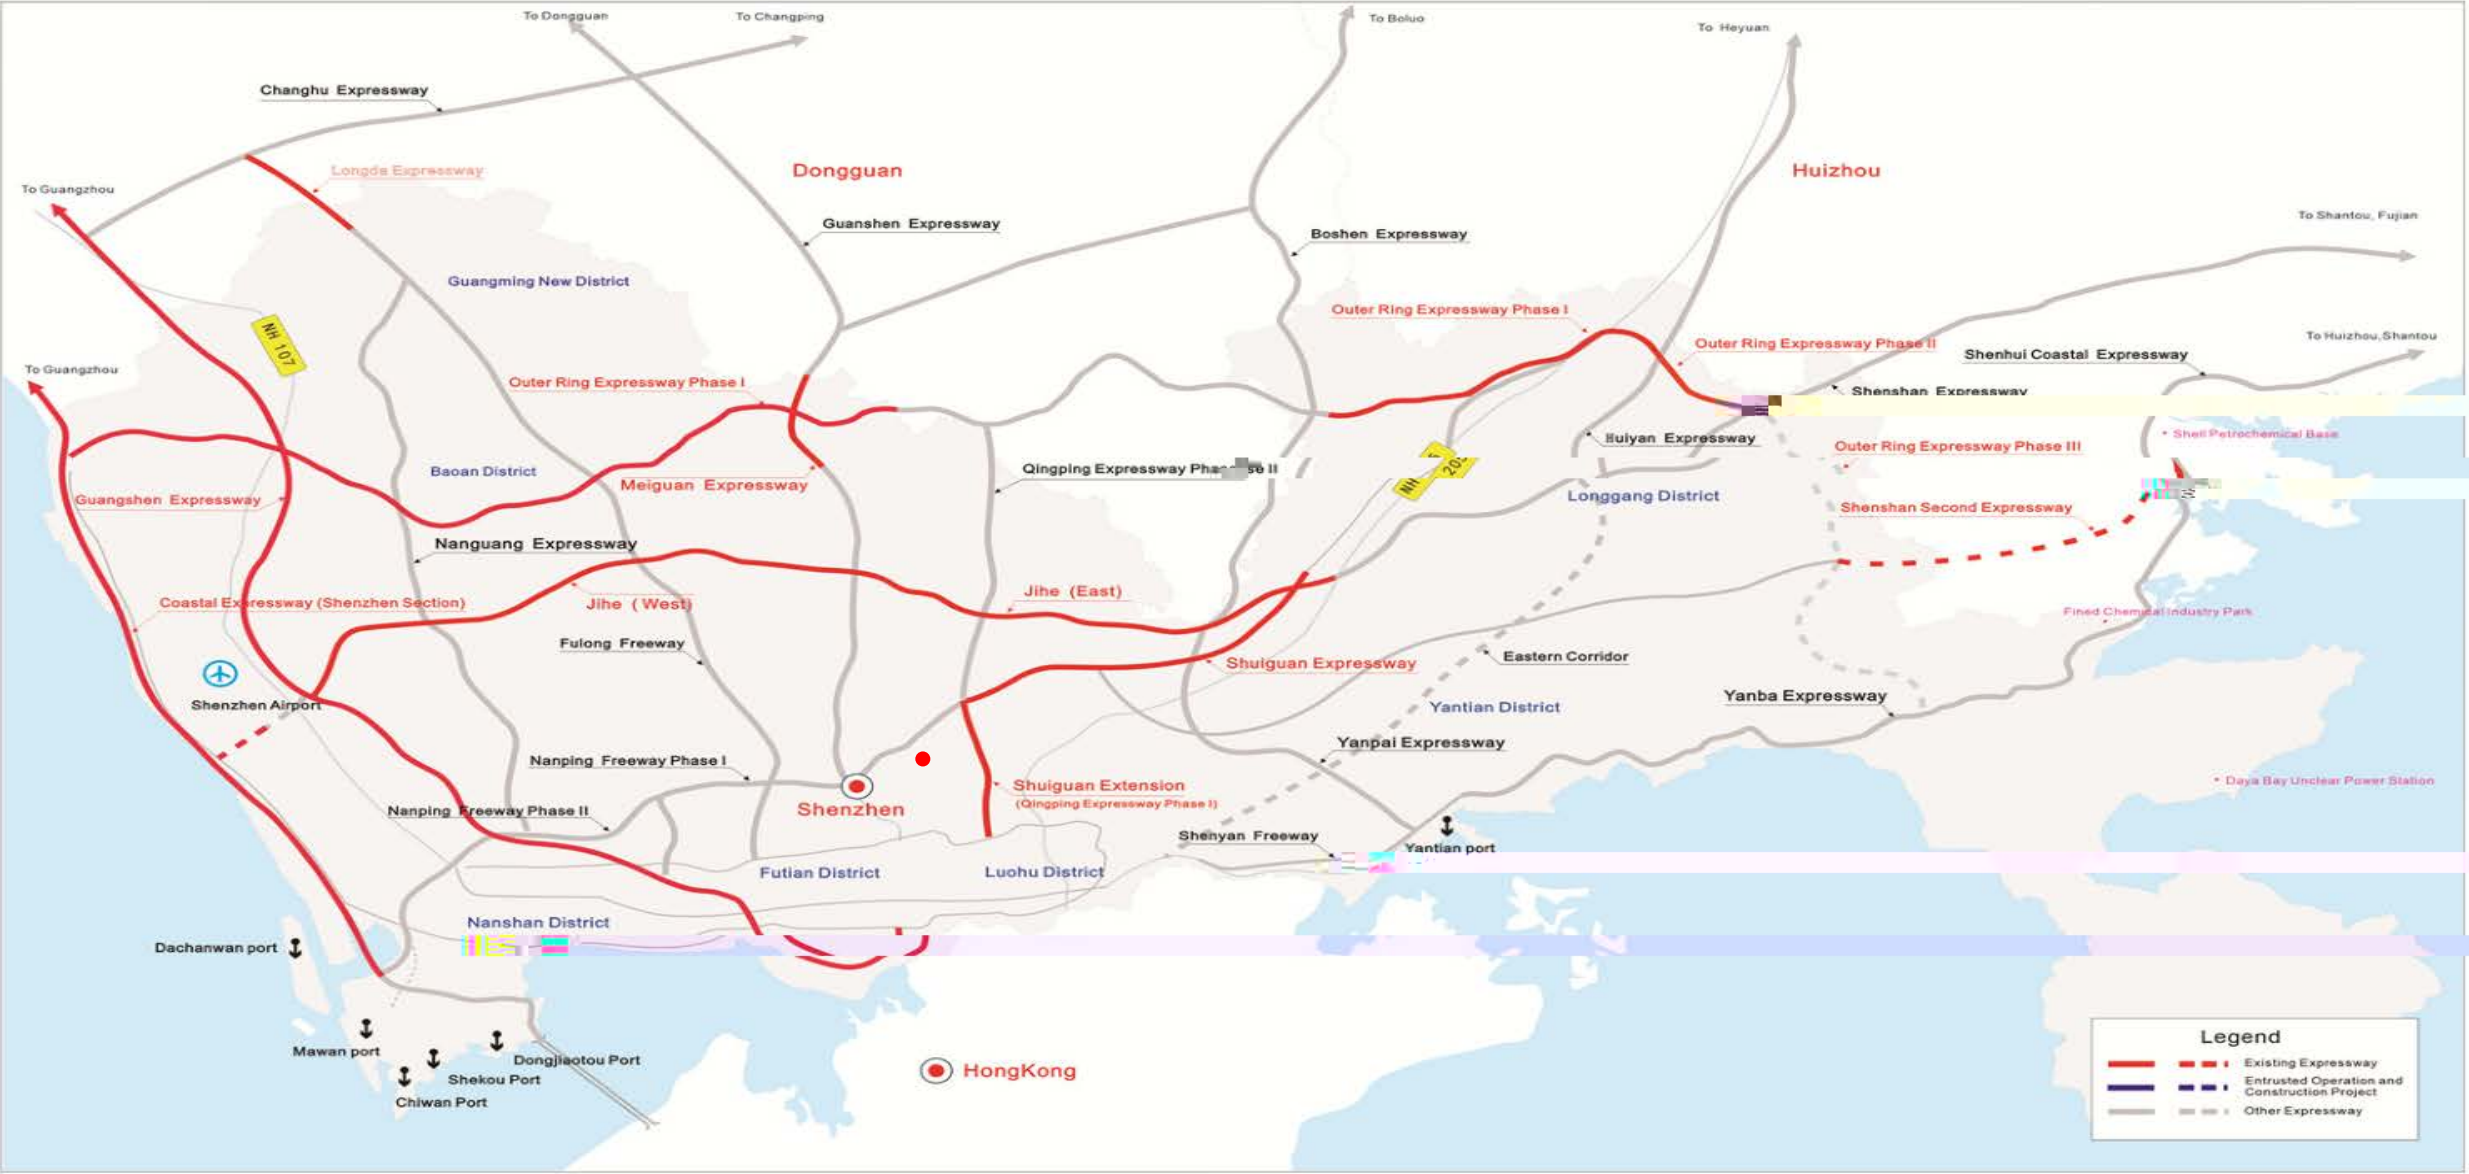 To Dongguan
To Changping
To Boluo
To Heyuan
Changhu Expressway
Longda Expressway
Dongguan
Huizhou
To Guangzhou
Guanshen Expressway
Boshen Expressway
To Shantou, Fujian
Guangming New District
NH 107
Outer Ring Expressway Phase I
Outer Ring Expressway Phase II
Shenhui Coastal Expressway
To Huizhou, Shantou
To Guangzhou
Outer Ring Expressway Phase I
Shenshan Expressway
Shell Petrochemical Base
Huiyan Expressway
Outer Ring Expressway Phase III
Baoan District
Meiguan Expressway
Qingping Expressway Phase II
NH
Longgang District
Guangshen Expressway
Shenshan Second Expressway
Nanguang Expressway
Coastal Expressway (Shenzhen Section)
Jihe ( West)
Jihe (East)
Fined Chemical Industry Park
Fulong Freeway
Shuiguan Expressway
Eastern Corridor
Shenzhen Airport
Yantian District
Yanba Expressway
Nanping Freeway Phase I
Yanpai Expressway
Shuiguan Extension
(Qingping Expressway Phase I)
Daya Bay Unclear Power Station
Nanping Freeway Phase II
Shenzhen
Shenyan Freeway
Yantian port
Futian District
Luohu District
Nanshan District
Dachanwan port
Mawan port
Dongjiaotou Port
Shekou Port
Chiwan Port
HongKong
Legend
Existing Expressway
Entrusted Operation and
Construction Project
Other Expressway